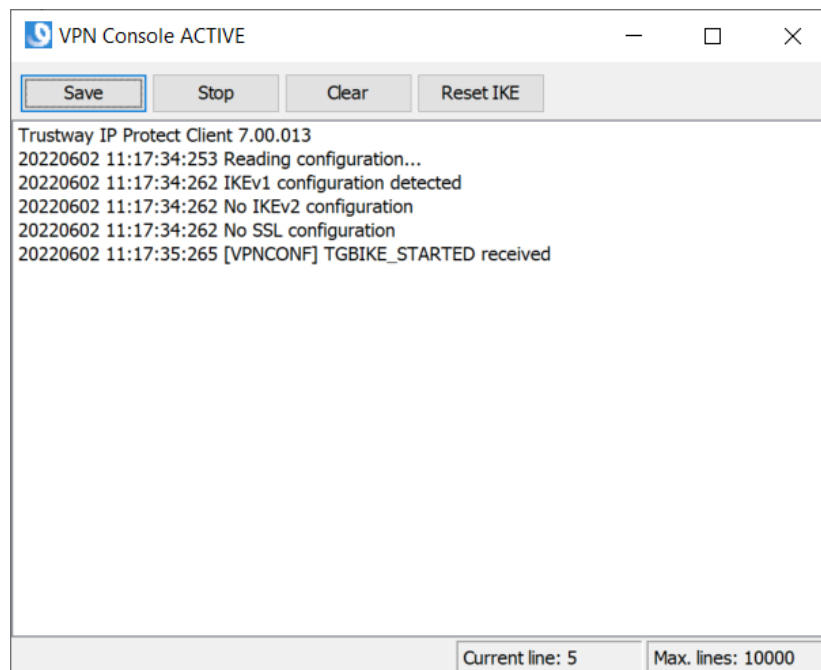 VPN Console ACTIVE
Save Stop Clear Reset IKE
Trustway IP Protect Client 7.00.013
20220602 11:17:34:253 Reading configuration...
20220602 11:17:34:262 IKEv1 configuration detected
20220602 11:17:34:262 No IKEv2 configuration
20220602 11:17:34:262 No SSL configuration
20220602 11:17:35:265 [VPNCONF] TGBIKE_STARTED received
Current line: 5 Max. lines: 10000